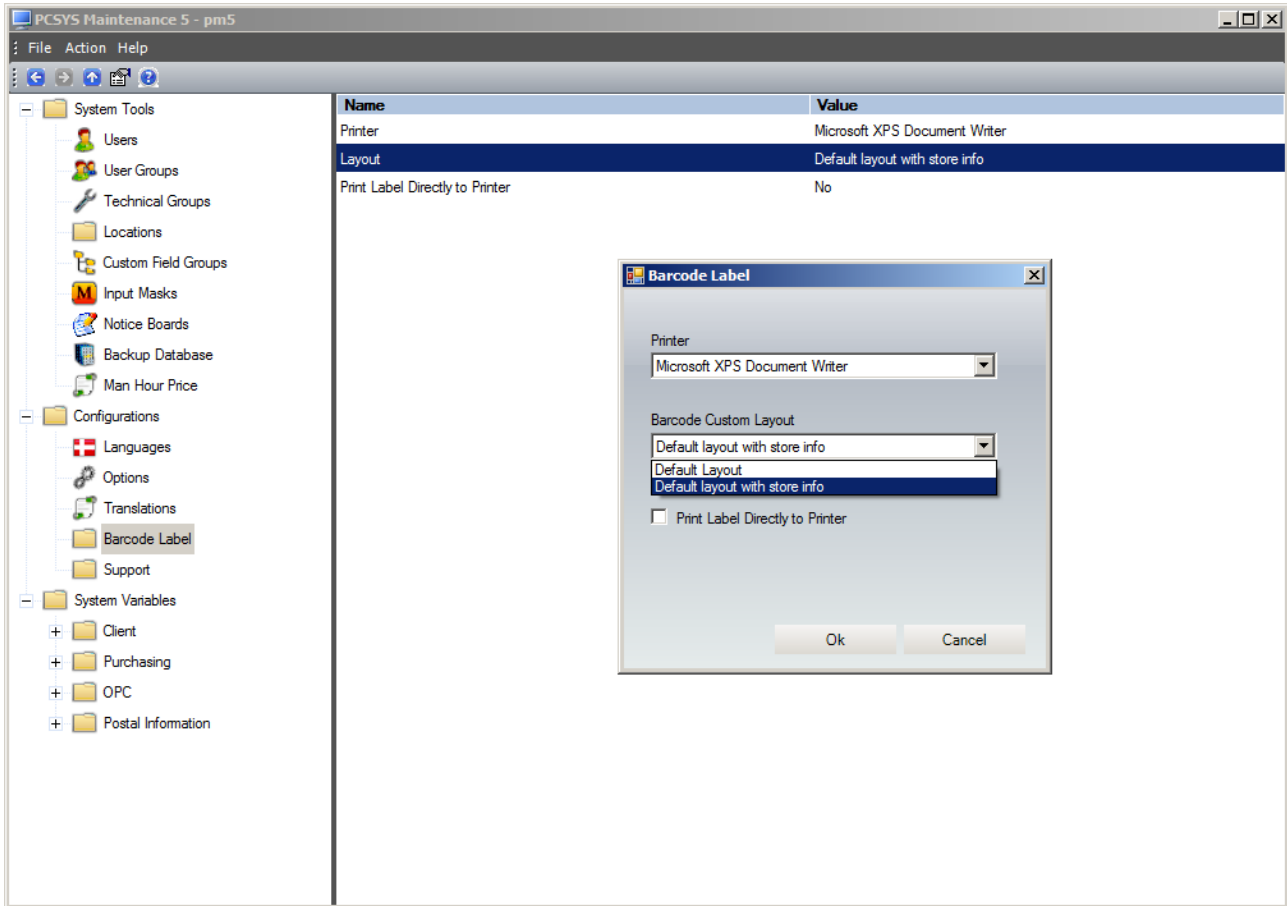 PCSYS Maintenance 5 - pm5
File Action Help
System Tools
Users
User Groups
Technical Groups
Locations
Custom Field Groups
M Input Masks
Notice Boards
Backup Database
Man Hour Price
Configurations
Languages
Options
Translations
Barcode Label
Support
System Variables
Client
Purchasing
OPC
Postal Information
Name Value
Printer Microsoft XPS Document Writer
Layout Default layout with store info
Print Label Directly to Printer No
Barcode Label
Printer
Microsoft XPS Document Writer
Barcode Custom Layout
Default layout with store info
Default Layout
Default layout with store info
Print Label Directly to Printer
Ok Cancel